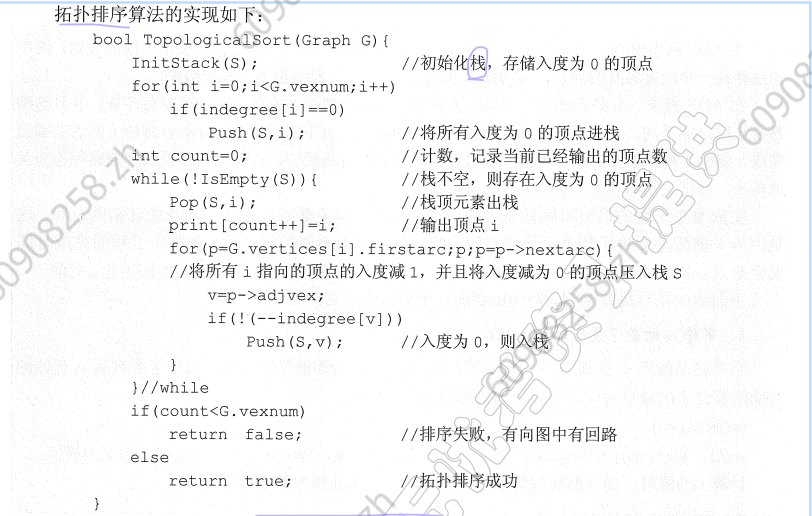 拓扑排序算法的实现如下:
bool TopologicalSort(Graph G){
InitStack(S); //初始化栈，存储入度为 0 的顶点
for(int i=0;i<G.vexnum;i++)
if(indegree[i]==0)
Push(S,i); //将所有入度为 0 的顶点进栈
int count=0; //计数，记录当前已经输出的顶点数
while(!IsEmpty(S)){ //栈不空，则存在入度为 0 的顶点
Pop(S,i); //栈顶元素出栈
print[count++]=i; //输出顶点 i
for(p=G.vertices[i].firstarc;p;p=p->nextarc){
//将所有 i 指向的顶点的入度减 1，并且将入度减为 0 的顶点压入栈 S
v=p->adjvex;
if(!(--indegree[v]))
Push(S,v); //入度为 0，则入栈
}
}//while
if(count<G.vexnum)
return false; //排序失败，有向图中有回路
else
return true; //拓扑排序成功
}